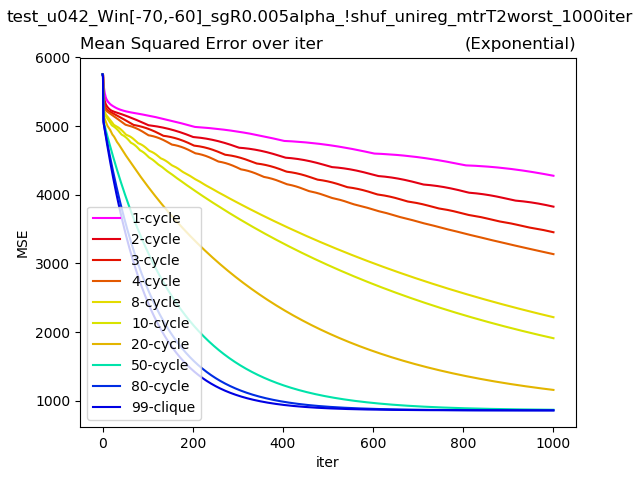 test_u042_Win[-70,-60]_sgR0.005alpha_!shuf_unireg_mtrT2worst_1000iter
Mean Squared Error over iter (Exponential)
6000
5000
4000
3000
2000
1000
MSE
1-cycle
2-cycle
3-cycle
4-cycle
8-cycle
10-cycle
20-cycle
50-cycle
80-cycle
99-clique
0 200 400 600 800 1000
iter